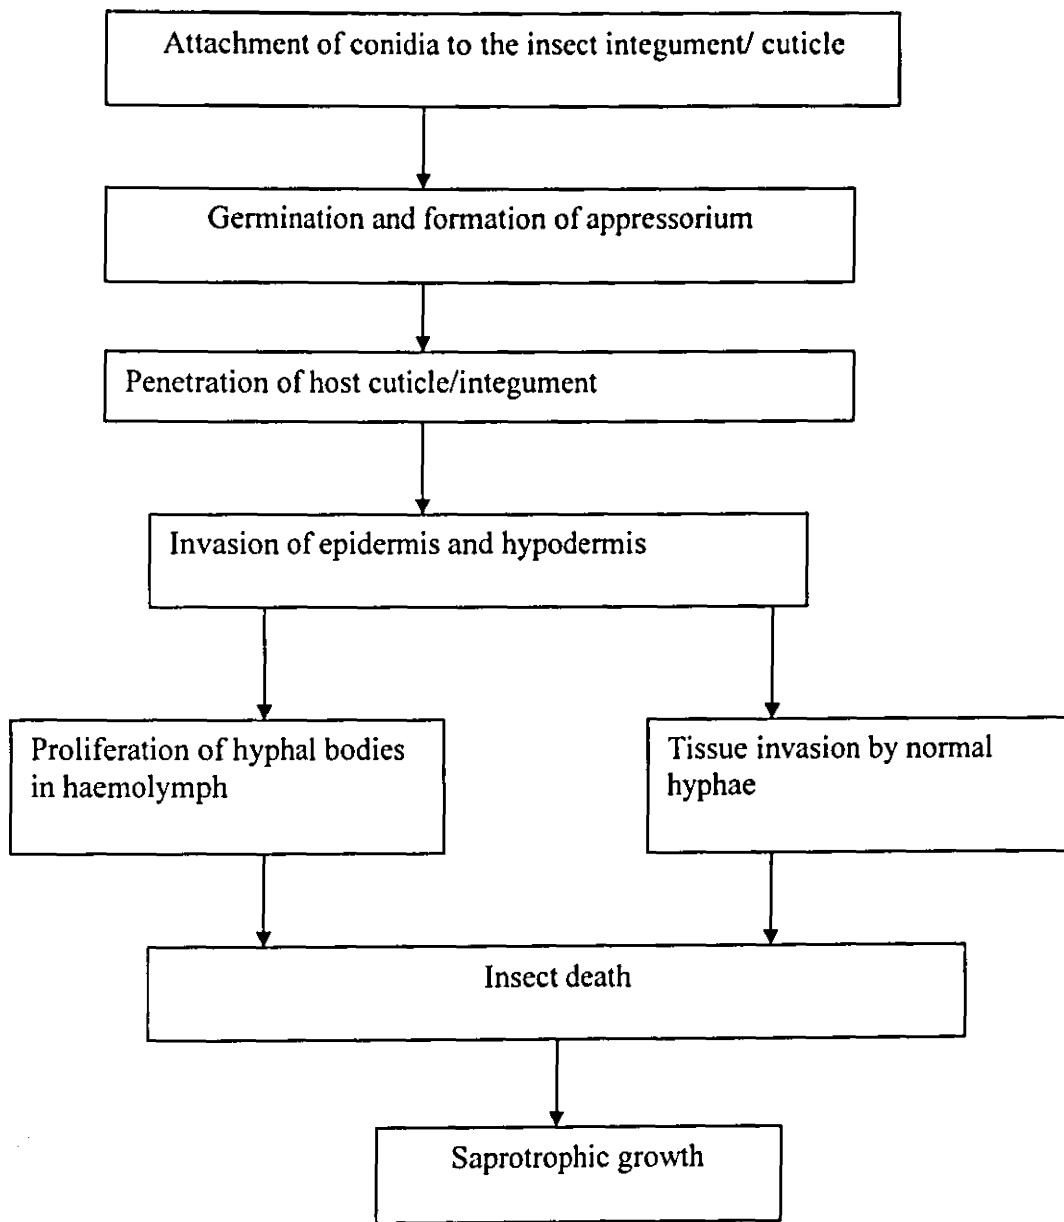 Attachment of conidia to the insect integument/ cuticle
Germination and formation of appressorium
Penetration of host cuticle/integument
Invasion of epidermis and hypodermis
Proliferation of hyphal bodies
in haemolymph
Tissue invasion by normal
hyphae
Insect death
Saprotrophic growth